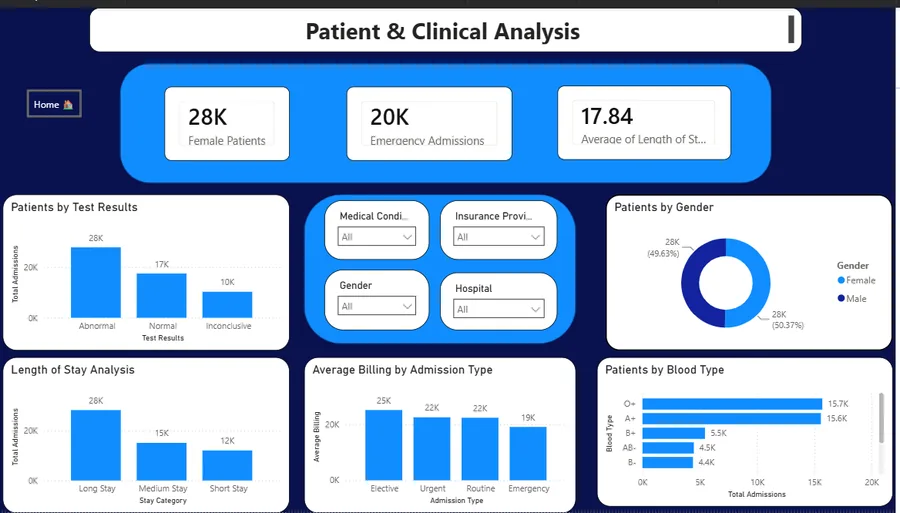 Patient & Clinical Analysis
Home
28K
Female Patients
20K
Emergency Admissions
17.84
Average of Length of St...
Patients by Test Results
Total Admissions
20K
0K
28K
17K
10K
Abnormal
Normal
Inconclusive
Test Results
Medical Condi...
All
Insurance Provi...
All
Gender
All
Hospital
All
Patients by Gender
28K
(49.63%)
28K
(50.37%)
Gender
Female
Male
Length of Stay Analysis
Total Admissions
20K
0K
28K
15K
12K
Long Stay
Medium Stay
Short Stay
Stay Category
Average Billing by Admission Type
Average Billing
20K
0K
25K
22K
22K
19K
Elective
Urgent
Routine
Emergency
Admission Type
Patients by Blood Type
Blood Type
O+
15.7K
A+
15.6K
B+
5.5K
AB-
4.5K
B-
4.4K
0K
5K
10K
15K
20K
Total Admissions